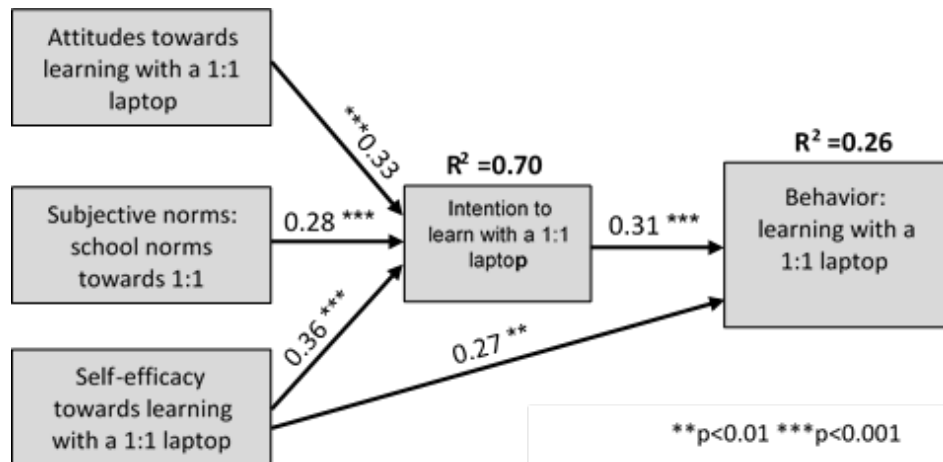 Attitudes towards
learning with a 1:1
laptop
***0.33
R² =0.70
R² =0.26
Subjective norms:
school norms
towards 1:1
0.28 ***
Intention to
learn with a 1:1
laptop
0.31 ***
Behavior:
learning with a
1:1 laptop
0.36 ***
0.27 **
Self-efficacy
towards learning
with a 1:1 laptop
**p<0.01 ***p<0.001